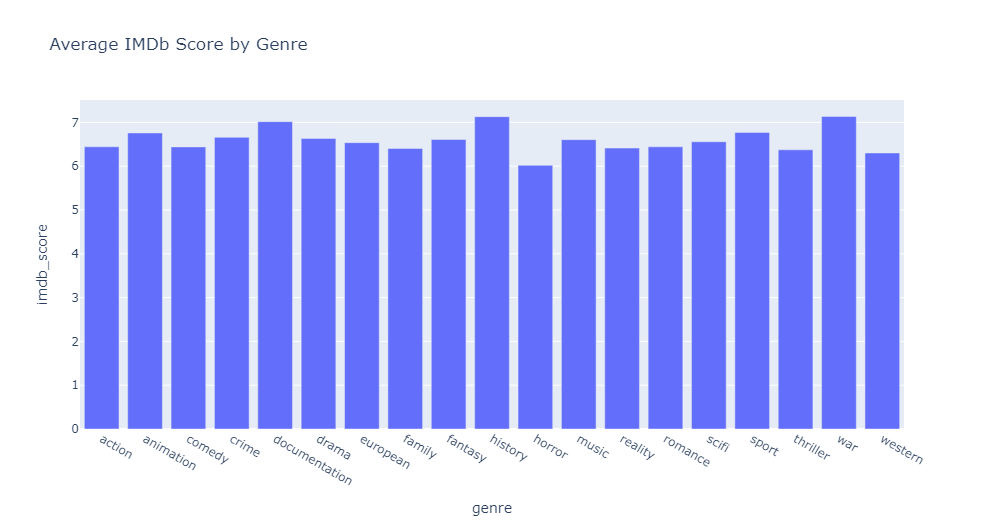 Average IMDb Score by Genre
7
6
5
4
3
2
1
0
imdb_score
action
animation
comedy
crime
documentation
drama
european
family
fantasy
history
horror
music
reality
romance
scifi
sport
thriller
war
western
genre